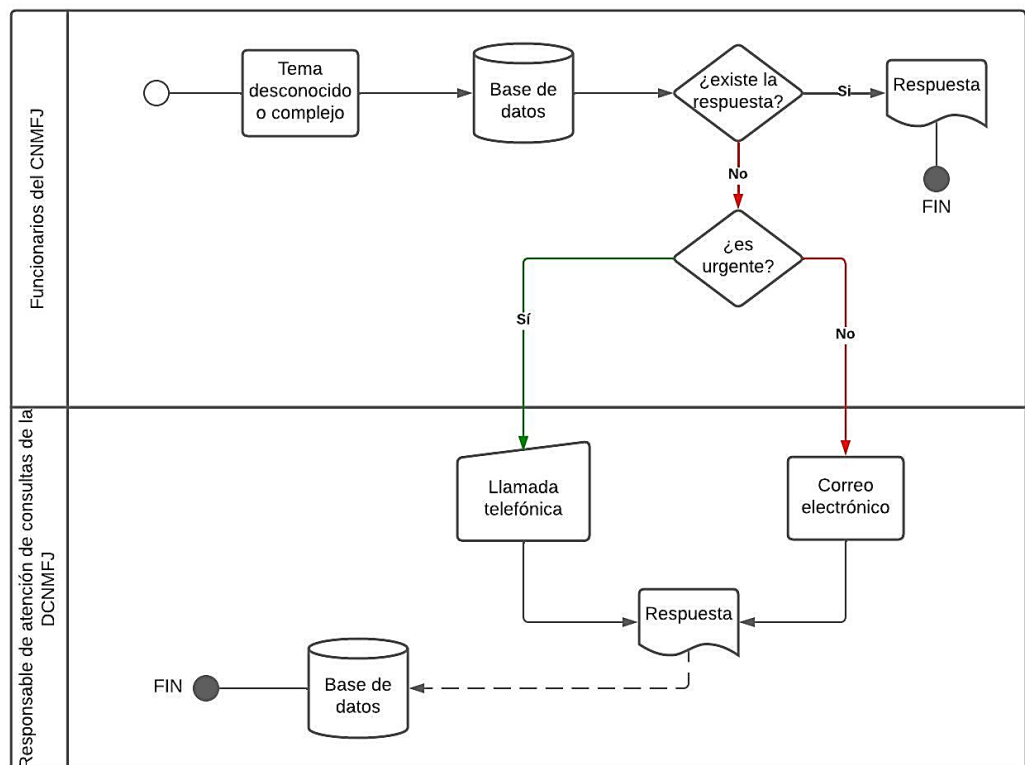 Funcionarios del CNMFJ
Tema
desconocido
o complejo
Base de
datos
¿existe la
respuesta?
Si
Respuesta
FIN
No
¿es
urgente?
Sí
No
Responsable de atención de consultas de la
DCNMFJ
Llamada
telefónica
Correo
electrónico
Respuesta
Base de
datos
FIN